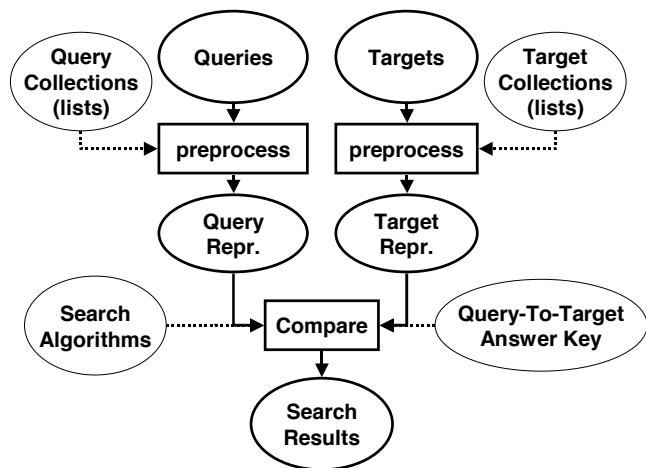 Query
Collections
(lists)
Queries
Targets
Target
Collections
(lists)
preprocess
preprocess
Query
Repr.
Target
Repr.
Search
Algorithms
Compare
Query-To-Target
Answer Key
Search
Results